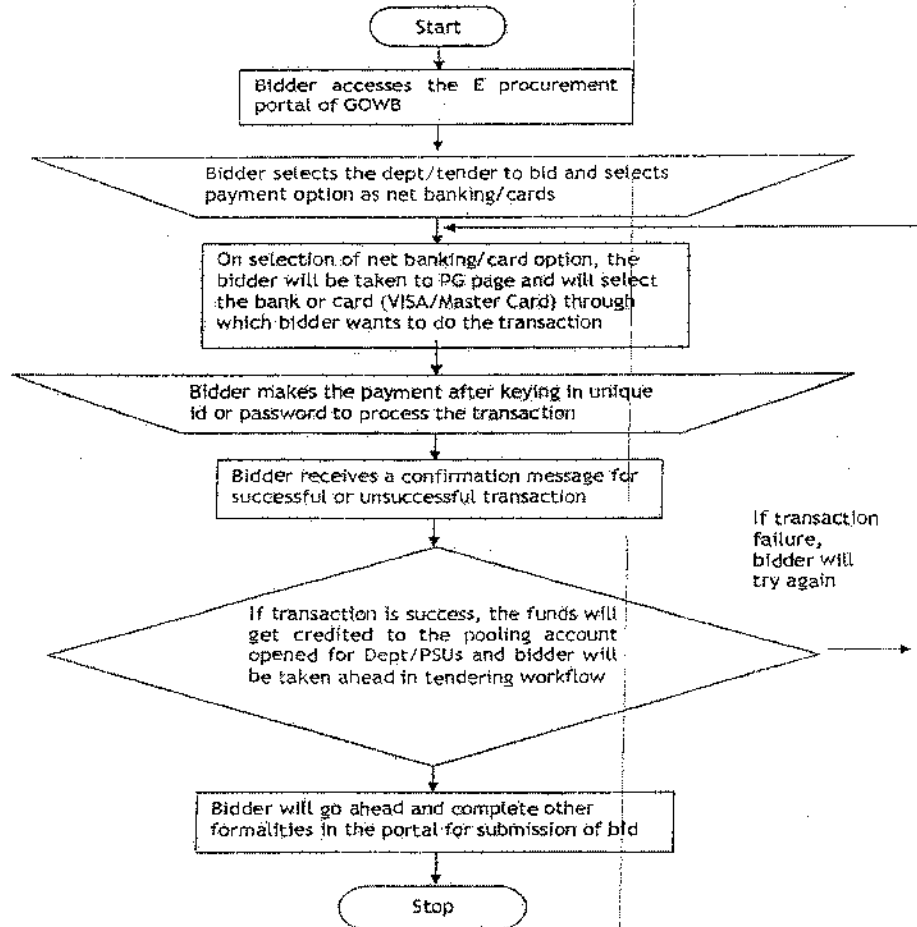 Start
Bidder accesses the E procurement
portal of GOWB
Bidder selects the dept/tender to bid and selects
payment option as net banking/cards
On selection of net banking/card option, the
bidder will be taken to PG page and will select
the bank or card (VISA/Master Card) through
which bidder wants to do the transaction
Bidder makes the payment after keying in unique
id or password to process the transaction
Bidder receives a confirmation message for
successful or unsuccessful transaction
If transaction
failure,
bidder will
try again
If transaction is success, the funds will
get credited to the pooling account
opened for Dept/PSUs and bidder will
be taken ahead in tendering workflow
Bidder will go ahead and complete other
formalities in the portal for submission of bid
Stop